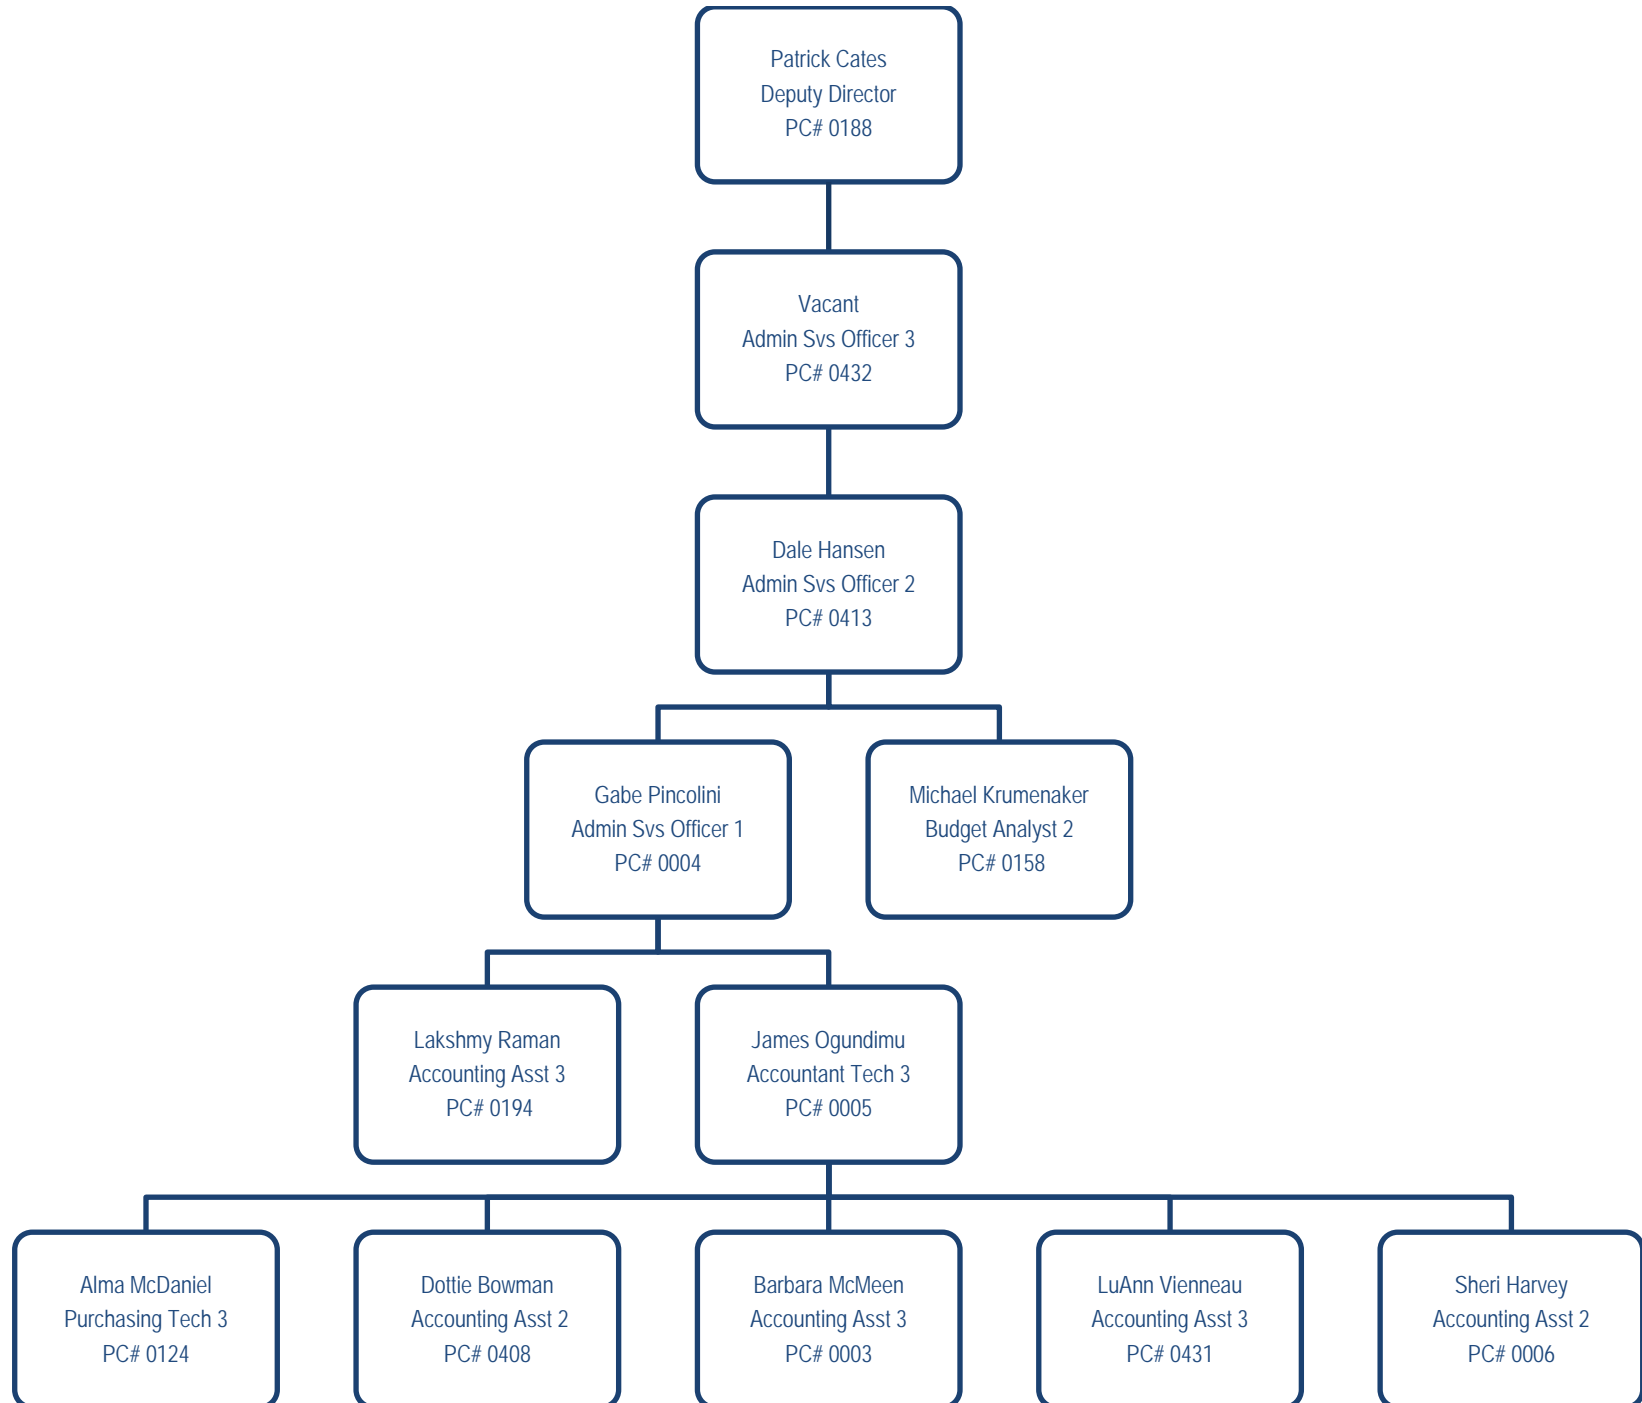 Patrick Cates
Deputy Director
PC# 0188
Vacant
Admin Svs Officer 3
PC# 0432
Dale Hansen
Admin Svs Officer 2
PC# 0413
Gabe Pincolini
Admin Svs Officer 1
PC# 0004
Michael Krumenaker
Budget Analyst 2
PC# 0158
Lakshmy Raman
Accounting Asst 3
PC# 0194
James Ogundimu
Accountant Tech 3
PC# 0005
Alma McDaniel
Purchasing Tech 3
PC# 0124
Dottie Bowman
Accounting Asst 2
PC# 0408
Barbara McMeen
Accounting Asst 3
PC# 0003
LuAnn Vienneau
Accounting Asst 3
PC# 0431
Sheri Harvey
Accounting Asst 2
PC# 0006